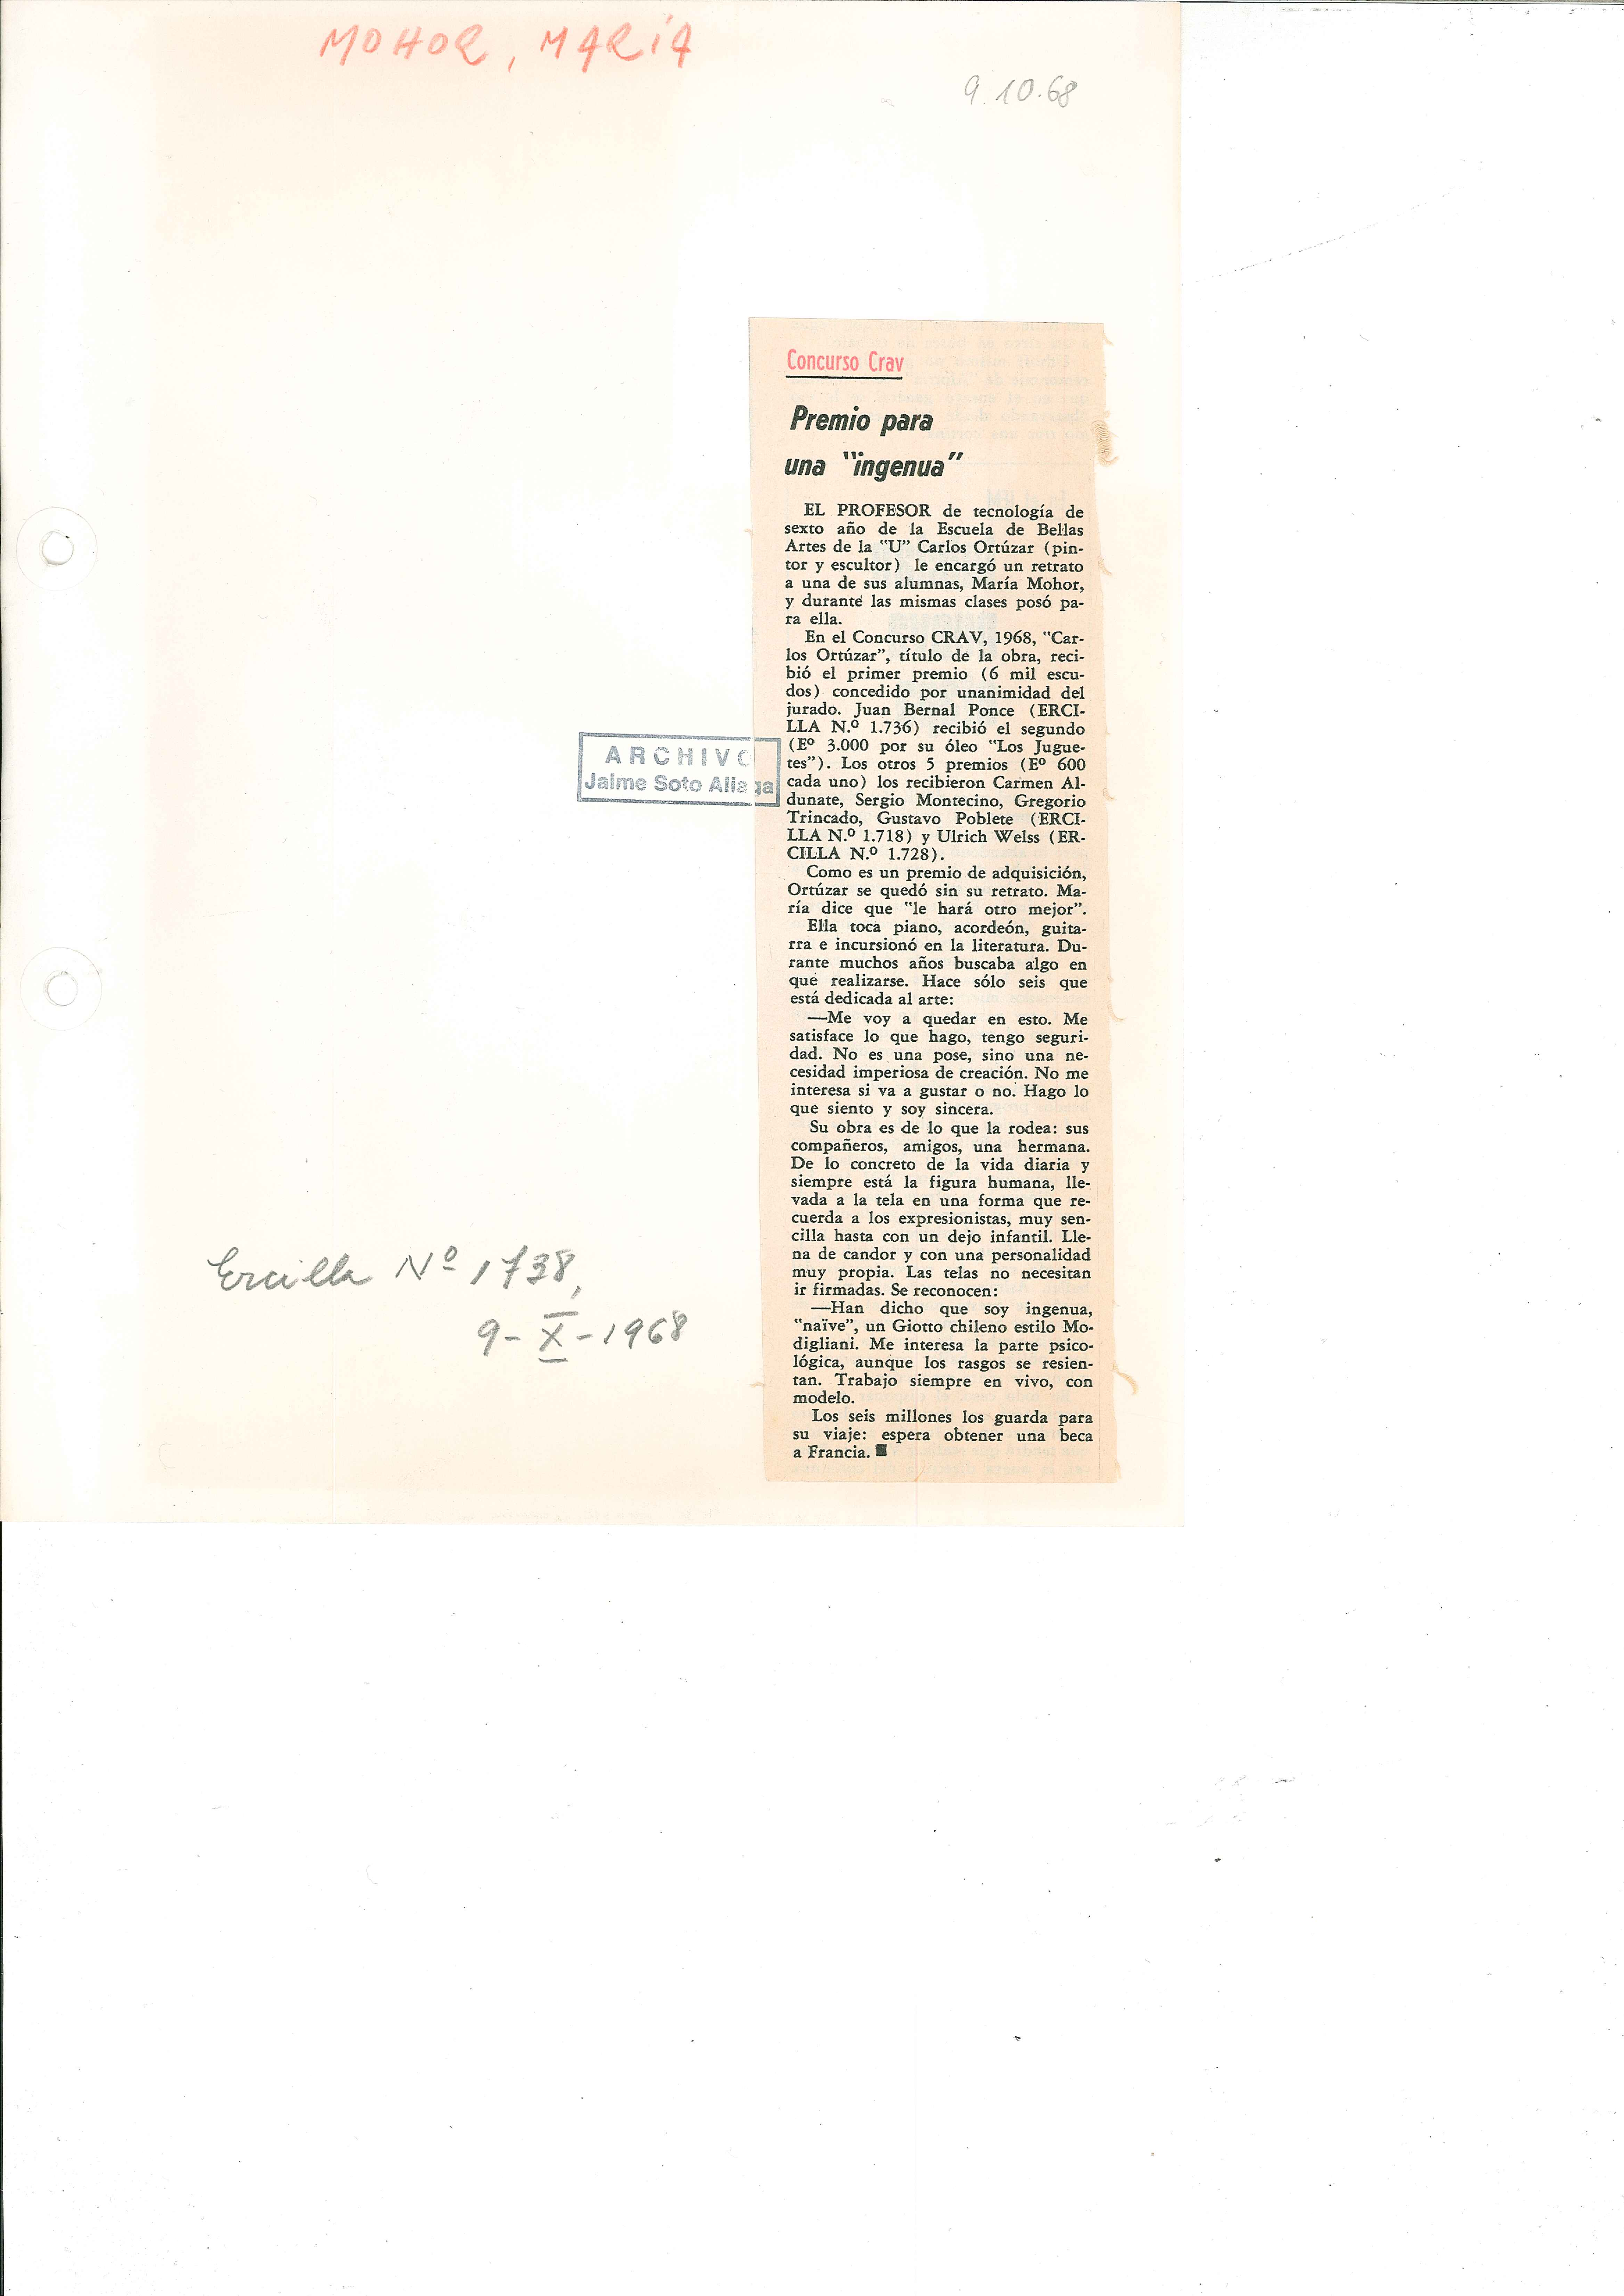 MOHOR, MARÍA
9.10.68
Concurso Crav
Premio para
una "ingenua"
EL PROFESOR de tecnología de
sexto año de la Escuela de Bellas
Artes de la "U" Carlos Ortúzar (pin-
tor y escultor) le encargó un retrato
a una de sus alumnas, María Mohor,
y durante las mismas clases posó pa-
ra ella.
En el Concurso CRAV, 1968, "Car-
los Ortúzar", título de la obra, reci-
bió el primer premio (6 mil escu-
dos) concedido por unanimidad del
jurado. Juan Bernal Ponce (ERCI-
LLA N.º 1.736) recibió el segundo
(Eº 3.000 por su óleo "Los Jugue-
tes"). Los otros 5 premios (Eº 600
cada uno) los recibieron Carmen Al-
dunate, Sergio Montecino, Gregorio
Trincado, Gustavo Poblete (ERCI-
LLA N.º 1.718) y Ulrich Welss (ER-
CILLA N.º 1.728).
Como es un premio de adquisición,
Ortúzar se quedó sin su retrato. Ma-
ría dice que "le hará otro mejor".
Ella toca piano, acordeón, guita-
rra e incursionó en la literatura. Du-
rante muchos años buscaba algo en
que realizarse. Hace sólo seis que
está dedicada al arte:
—Me voy a quedar en esto. Me
satisface lo que hago, tengo seguri-
dad. No es una pose, sino una ne-
cesidad imperiosa de creación. No me
interesa si va a gustar o no. Hago lo
que siento y soy sincera.
Su obra es de lo que la rodea: sus
compañeros, amigos, una hermana.
De lo concreto de la vida diaria y
siempre está la figura humana, lle-
vada a la tela en una forma que re-
cuerda a los expresionistas, muy sen-
cilla hasta con un dejo infantil. Lle-
na de candor y con una personalidad
muy propia. Las telas no necesitan
ir firmadas. Se reconocen:
—Han dicho que soy ingenua,
"naïve", un Giotto chileno estilo Mo-
digliani. Me interesa la parte psico-
lógica, aunque los rasgos se resien-
tan. Trabajo siempre en vivo, con
modelo.
Los seis millones los guarda para
su viaje: espera obtener una beca
a Francia.
ARCHIVO
Jaime Soto Aliaga
Ercilla Nº 1738,
9-X-1968